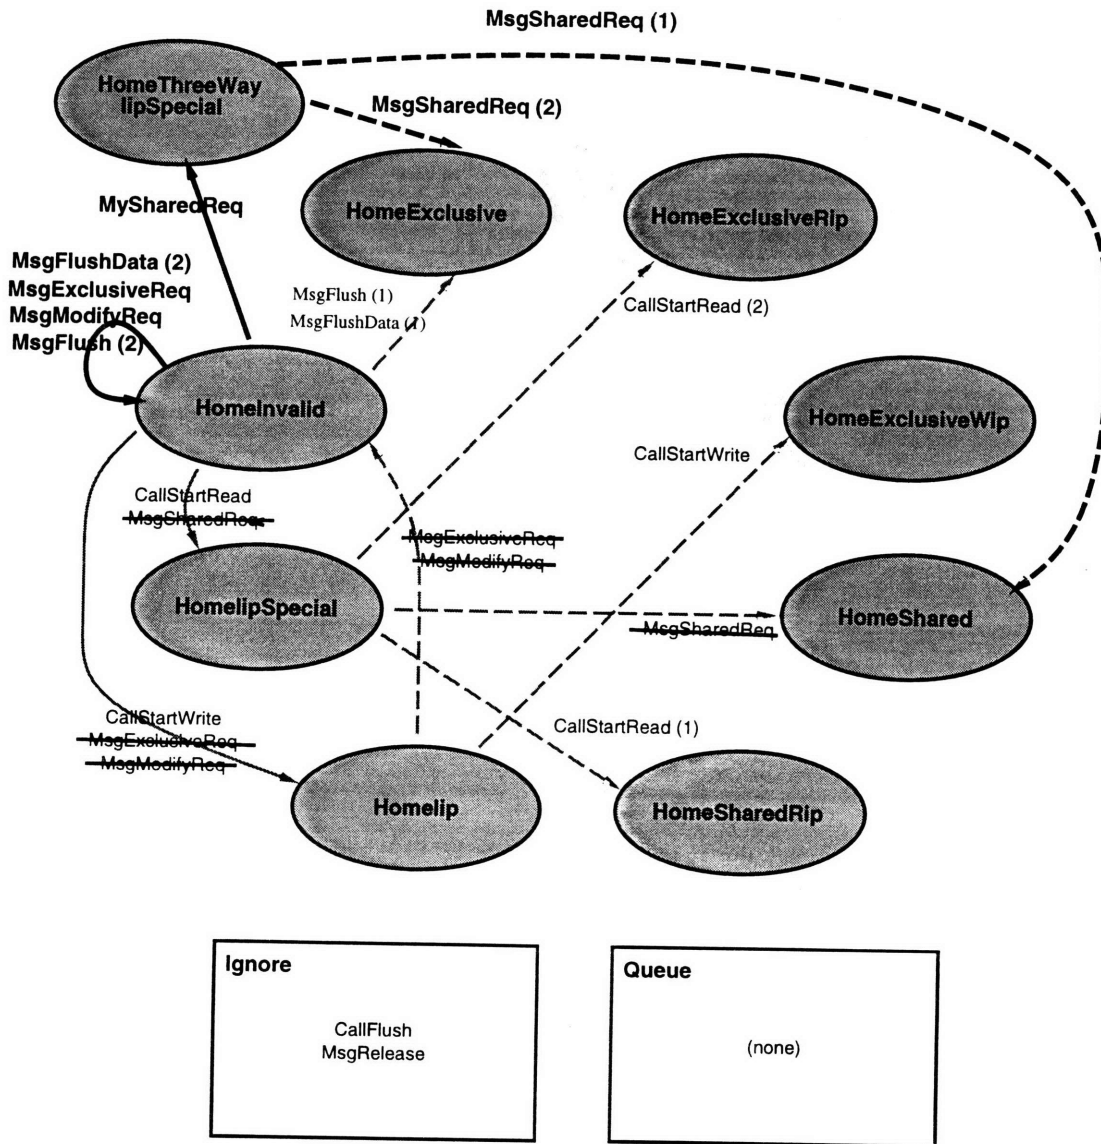 MsgSharedReq (1)
HomeThreeWay
IipSpecial
MsgSharedReq (2)
MySharedReq
HomeExclusive
HomeExclusiveRip
MsgFlushData (2)
MsgExclusiveReq
MsgModifyReq
MsgFlush (2)
MsgFlush (1)
MsgFlushData (1)
CallStartRead (2)
HomeInvalid
HomeExclusiveWip
CallStartWrite
CallStartRead
MsgSharedReq
MsgExclusiveReq
MsgModifyReq
HomeIipSpecial
HomeShared
MsgSharedReq
CallStartWrite
MsgExclusiveReq
MsgModifyReq
CallStartRead (1)
HomeIip
HomeSharedRip
Ignore
CallFlush
MsgRelease
Queue
(none)